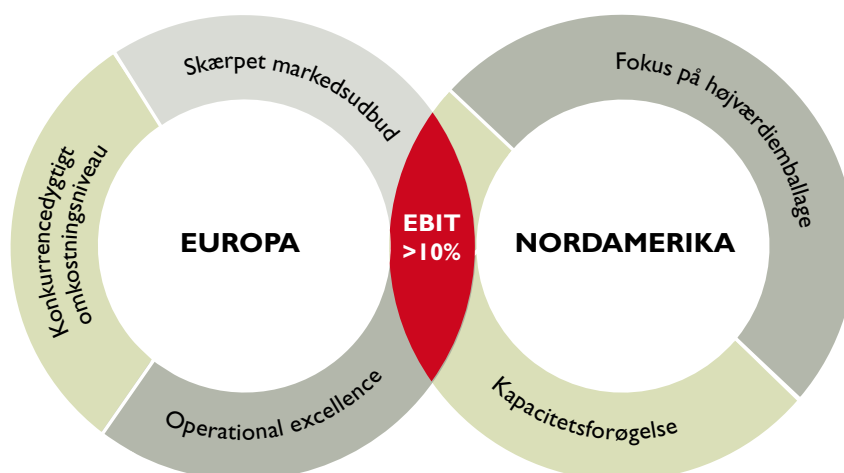 Skærpet markedsudbud
Konkurrencedygtigt
omkostningsniveau
EUROPA
Operational excellence
EBIT
>10%
Fokus på højværdiemballage
NORDAMERIKA
Kapacitetsforøgelse